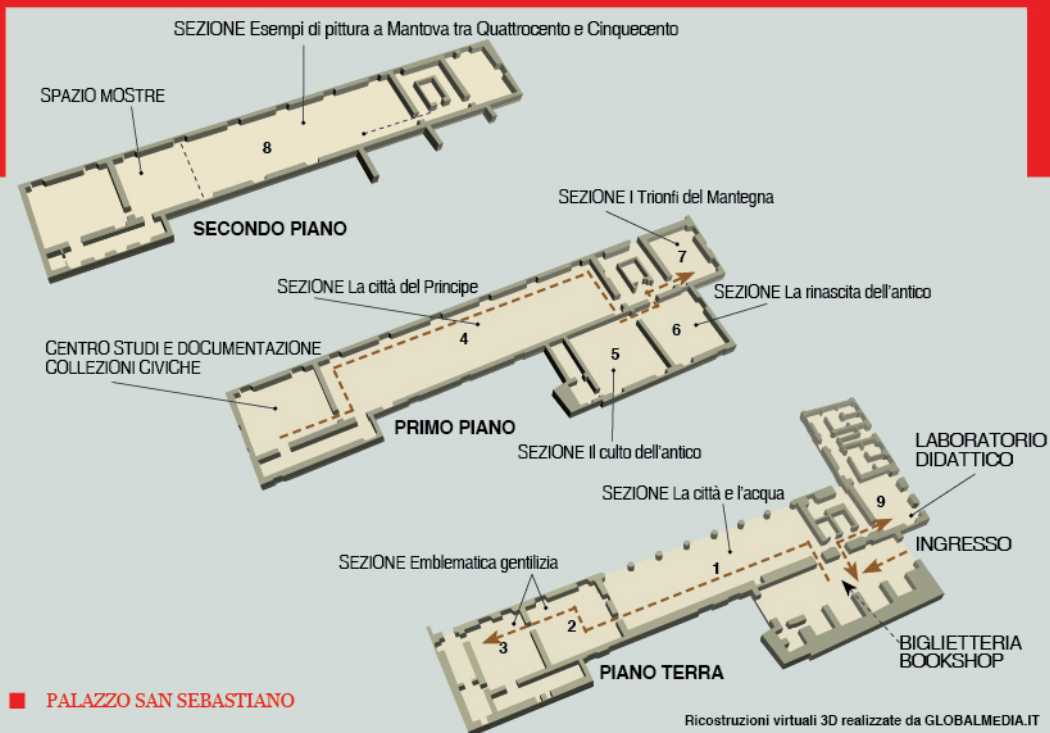 SEZIONE Esempi di pittura a Mantova tra Quattrocento e Cinquecento
SPAZIO MOSTRE
8
SECONDO PIANO
SEZIONE I Trionfi del Mantegna
7
SEZIONE La città del Principe
SEZIONE La rinascita dell'antico
6
4
5
CENTRO STUDI E DOCUMENTAZIONE
COLLEZIONI CIVICHE
PRIMO PIANO
SEZIONE Il culto dell'antico
LABORATORIO
DIDATTICO
SEZIONE La città e l'acqua
9
INGRESSO
SEZIONE Emblematica gentilizia
1
2
3
BIGLIETTERIA
BOOKSHOP
PIANO TERRA
PALAZZO SAN SEBASTIANO
Ricostruzioni virtuali 3D realizzate da GLOBALMEDIA.IT